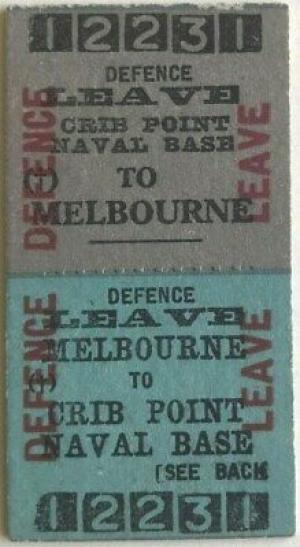 12231
DEFENCE
LEAVE
CRIB POINT
NAVAL BASE
TO
MELBOURNE
DEFENCE
LEAVE
DEFENCE
LEAVE
MELBOURNE
TO
CRIB POINT
NAVAL BASE
(SEE BACK
12231
DEFENCE
LEAVE